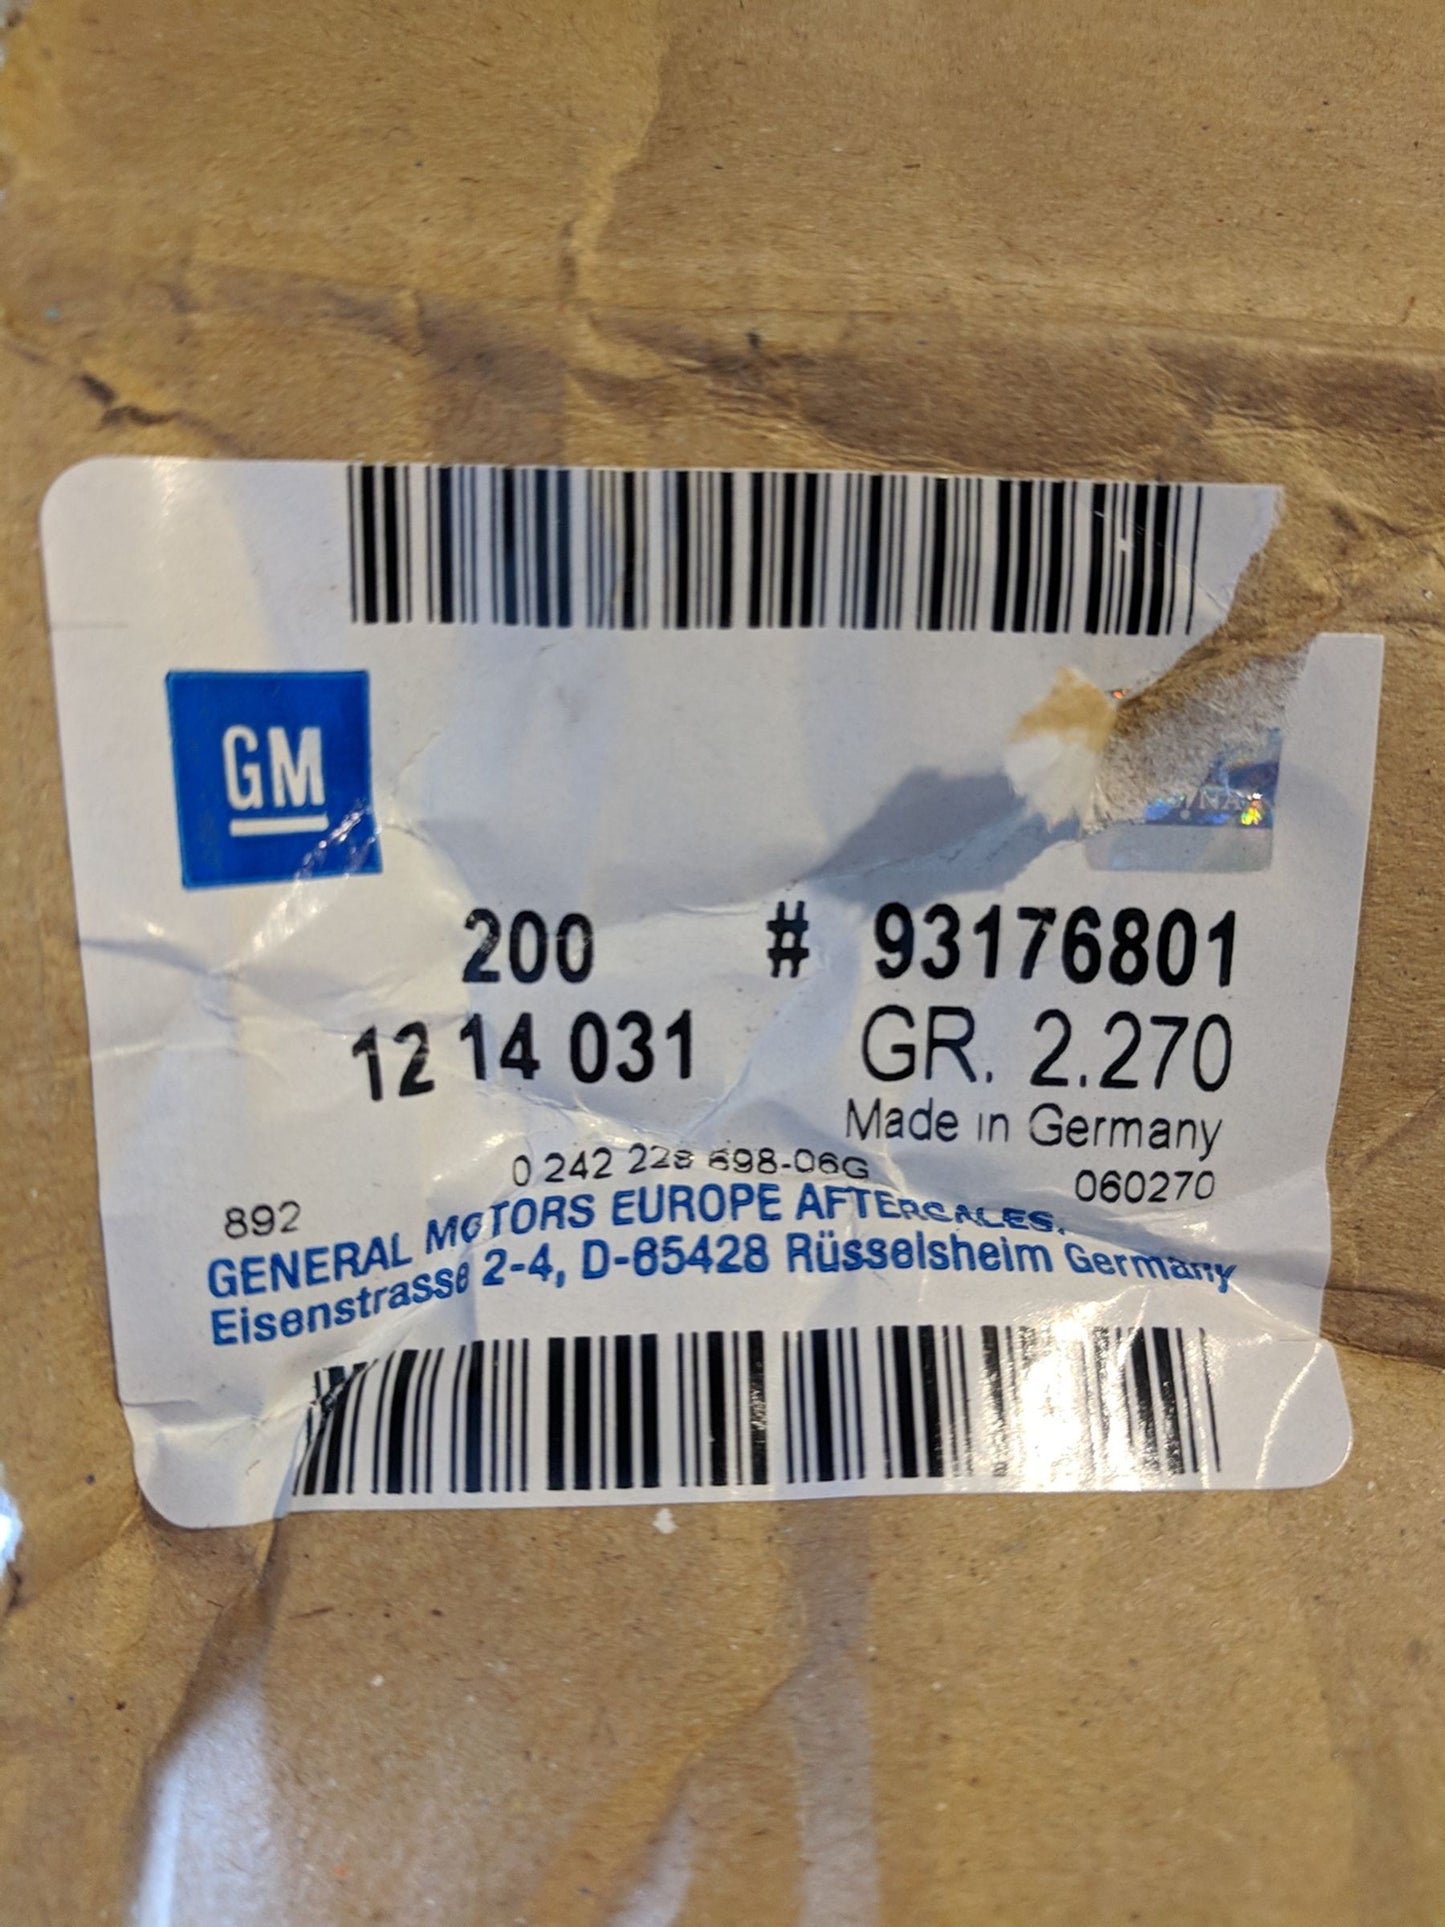 GM
200 # 93176801
12 14 031 GR. 2.270
Made in Germany
0 242 228 698-06G
892 060270
GENERAL MOTORS EUROPE AFTERSALES,
Eisenstrasse 2-4, D-65428 Rüsselsheim Germany